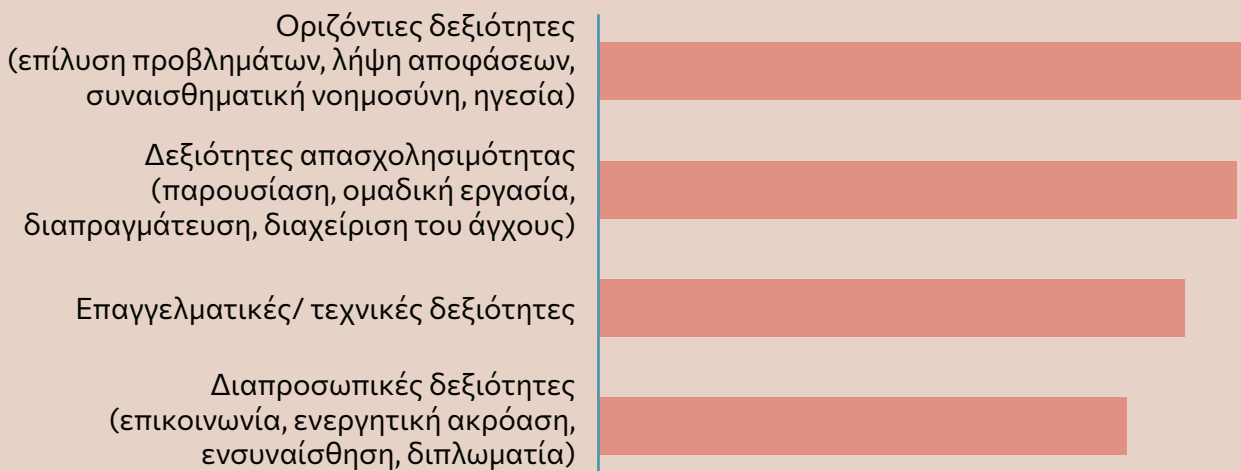 Οριζόντιες δεξιότητες
(επίλυση προβλημάτων, λήψη αποφάσεων,
συναισθηματική νοημοσύνη, ηγεσία)
Δεξιότητες απασχολησιμότητας
(παρουσίαση, ομαδική εργασία,
διαπραγμάτευση, διαχείριση του άγχους)
Επαγγελματικές/ τεχνικές δεξιότητες
Διαπροσωπικές δεξιότητες
(επικοινωνία, ενεργητική ακρόαση,
ενσυναίσθηση, διπλωματία)